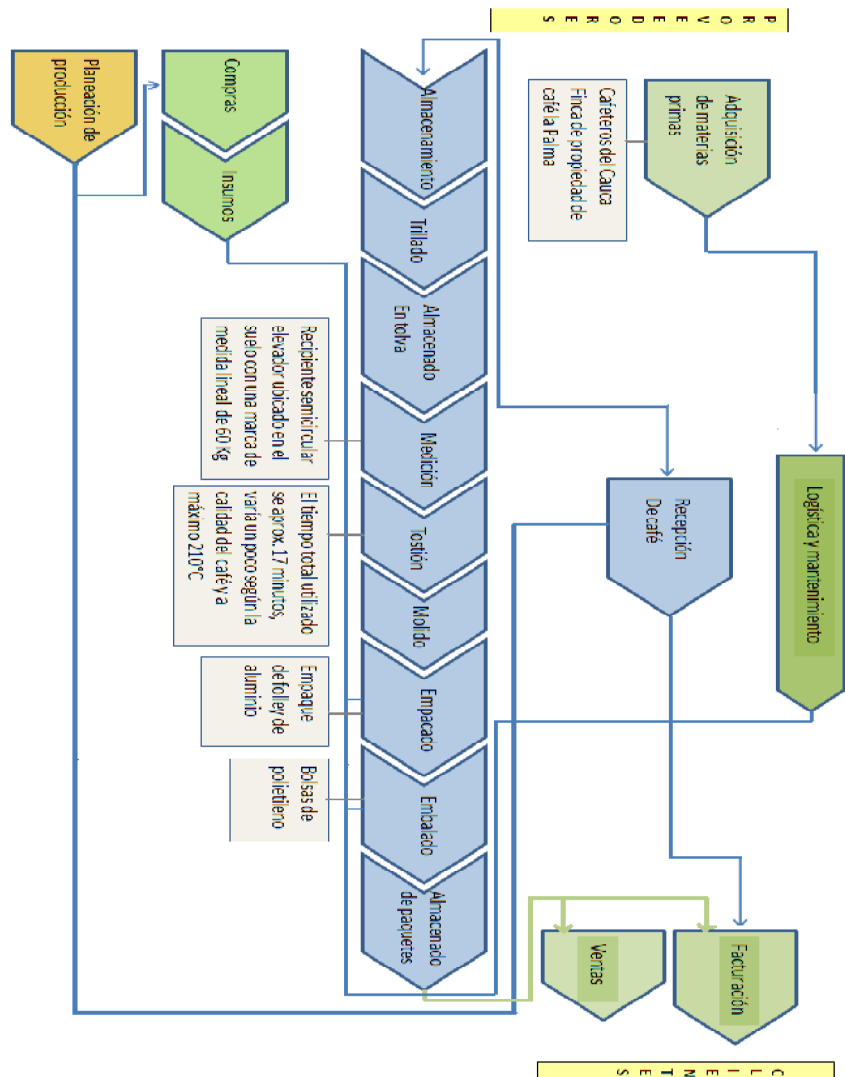 P R O V E E D O R E S
Adquisición
de materias
primas
Cafeteros del Cauca
Finca de propiedad de
café la Palma
Logística y mantenimiento
Recepción
De café
Facturación
Ventas
C L I E N T E S
Almacenamiento
Trillado
Almacenado
En tolva
Medición
Tostión
Molido
Empacado
Embalado
Almacenado
de paquetes
Recipiente semicircular
elevador ubicado en el
suelo con una marca de
medida lineal de 60 Kg
El tiempo total utilizado
se aprox. 17 minutos,
varía un poco según la
calidad del café y a
máximo 210°C
Empaque
de folley de
aluminio
Bolsas de
polietileno
Compras
Insumos
Planeación de
producción